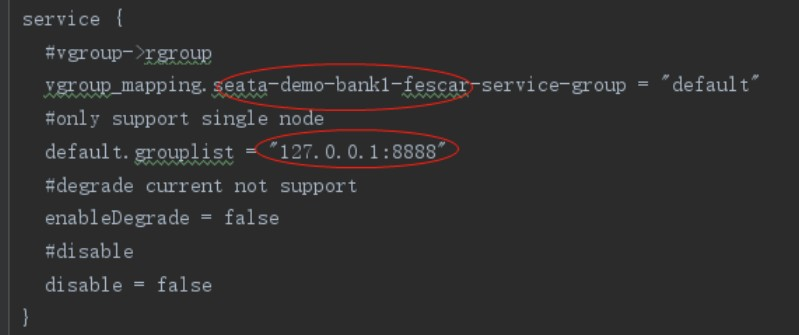 service {
#vgroup->rgroup
vgroup_mapping.seata-demo-bank1-fescar-service-group = "default"
#only support single node
default.grouplist = "127.0.0.1:8888"
#degrade current not support
enableDegrade = false
#disable
disable = false
}